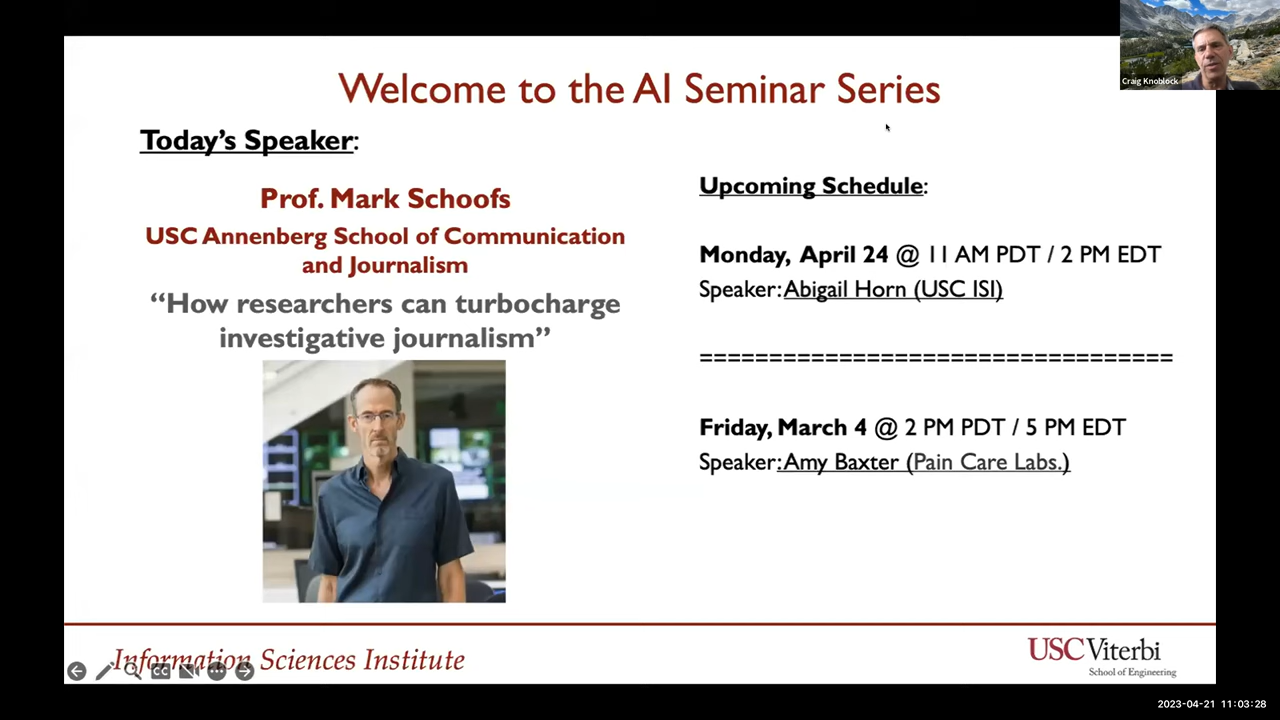 Welcome to the AI Seminar Series
Craig Knoblock
Today's Speaker:
Prof. Mark Schoofs
USC Annenberg School of Communication
and Journalism
“How researchers can turbocharge
investigative journalism”
Upcoming Schedule:
Monday, April 24 @ 11 AM PDT / 2 PM EDT
Speaker: Abigail Horn (USC ISI)
==================================
Friday, March 4 @ 2 PM PDT / 5 PM EDT
Speaker: Amy Baxter (Pain Care Labs.)
Information Sciences Institute
CC
USC Viterbi
School of Engineering
2023-04-21 11:03:28